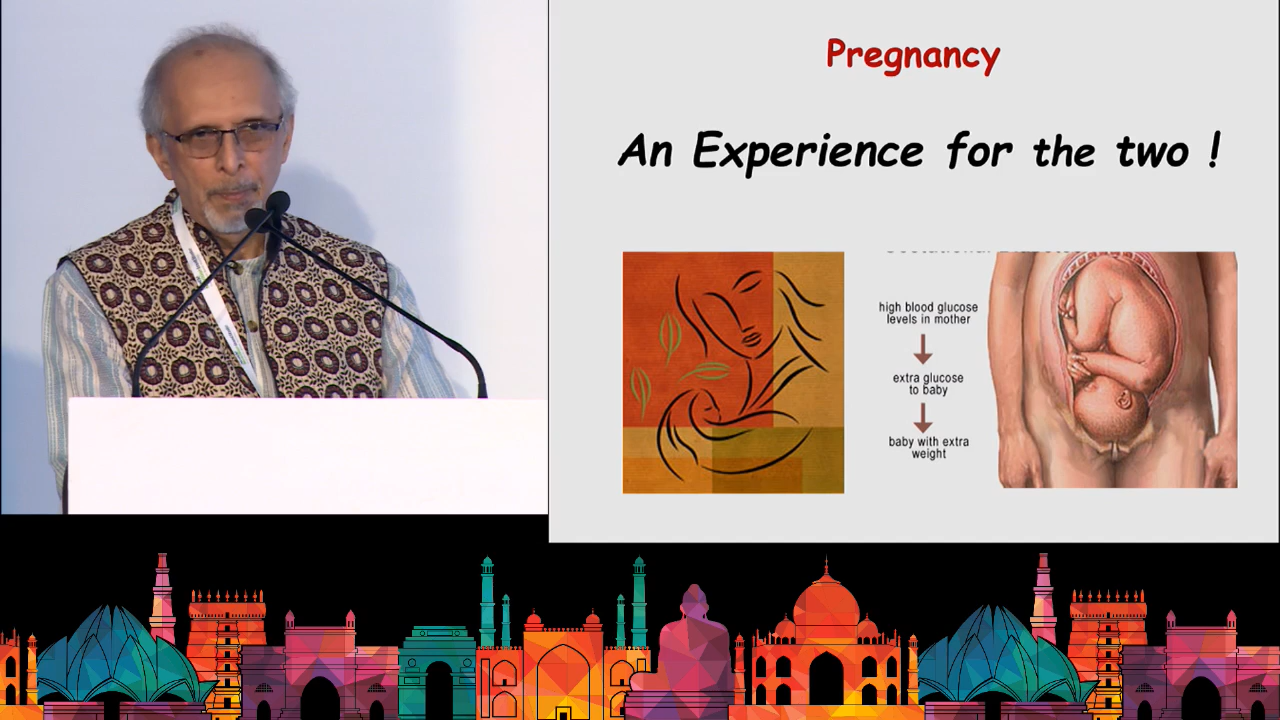 Pregnancy
An Experience for the two !
high blood glucose
levels in mother
extra glucose
to baby
baby with extra
weight